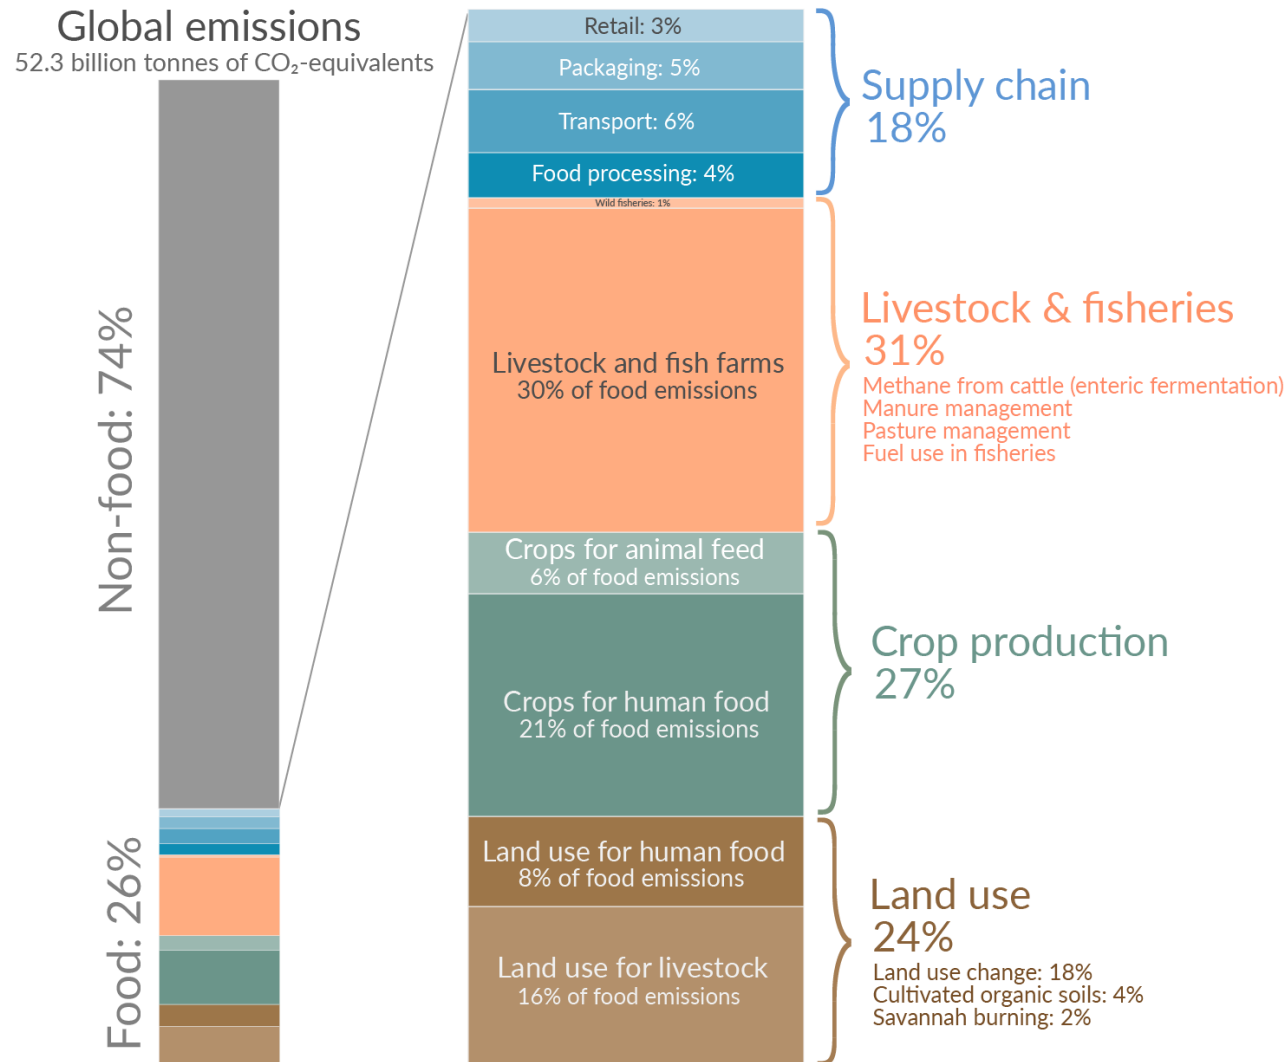 Global emissions
52.3 billion tonnes of CO₂-equivalents
Non-food: 74%
Food: 26%
Retail: 3%
Packaging: 5%
Transport: 6%
Food processing: 4%
Wild fisheries: 1%
Livestock and fish farms
30% of food emissions
Crops for animal feed
6% of food emissions
Crops for human food
21% of food emissions
Land use for human food
8% of food emissions
Land use for livestock
16% of food emissions
Supply chain
18%
Livestock & fisheries
31%
Methane from cattle (enteric fermentation)
Manure management
Pasture management
Fuel use in fisheries
Crop production
27%
Land use
24%
Land use change: 18%
Cultivated organic soils: 4%
Savannah burning: 2%